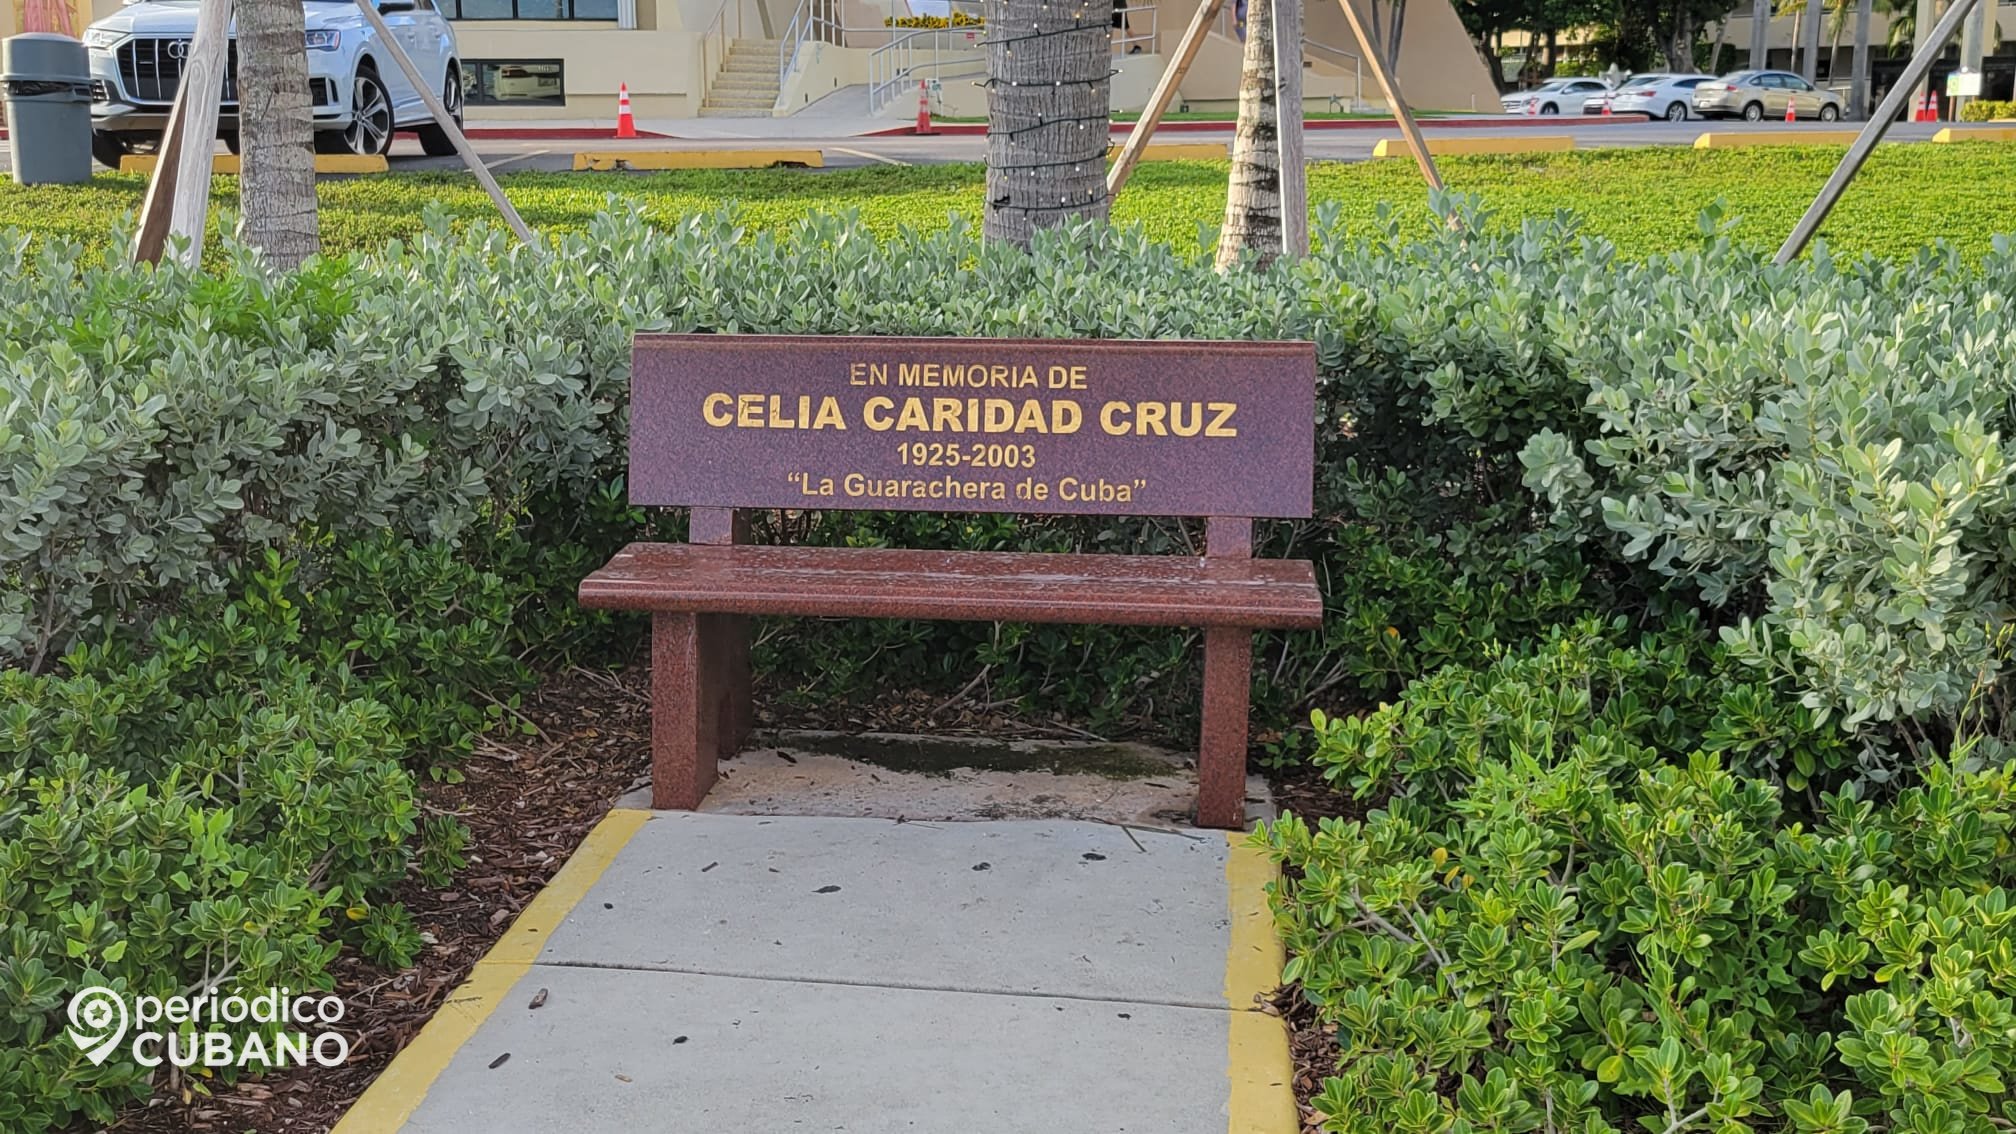 EN MEMORIA DE
CELIA CARIDAD CRUZ
1925-2003
“La Guarachera de Cuba”
periódico
CUBANO